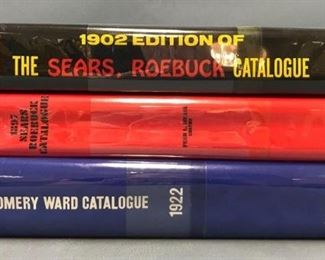 1902 EDITION OF
THE SEARS, ROEBUCK CATALOGUE
1897
SEARS
ROEBUCK
CATALOGUE
OMERY WARD CATALOGUE
1922